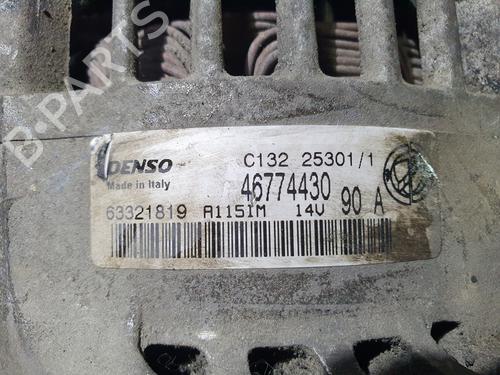 B-PARTS
DENSO
Made in Italy
C132 25301/1
46774430
63321819 A115IM 14V 90 A